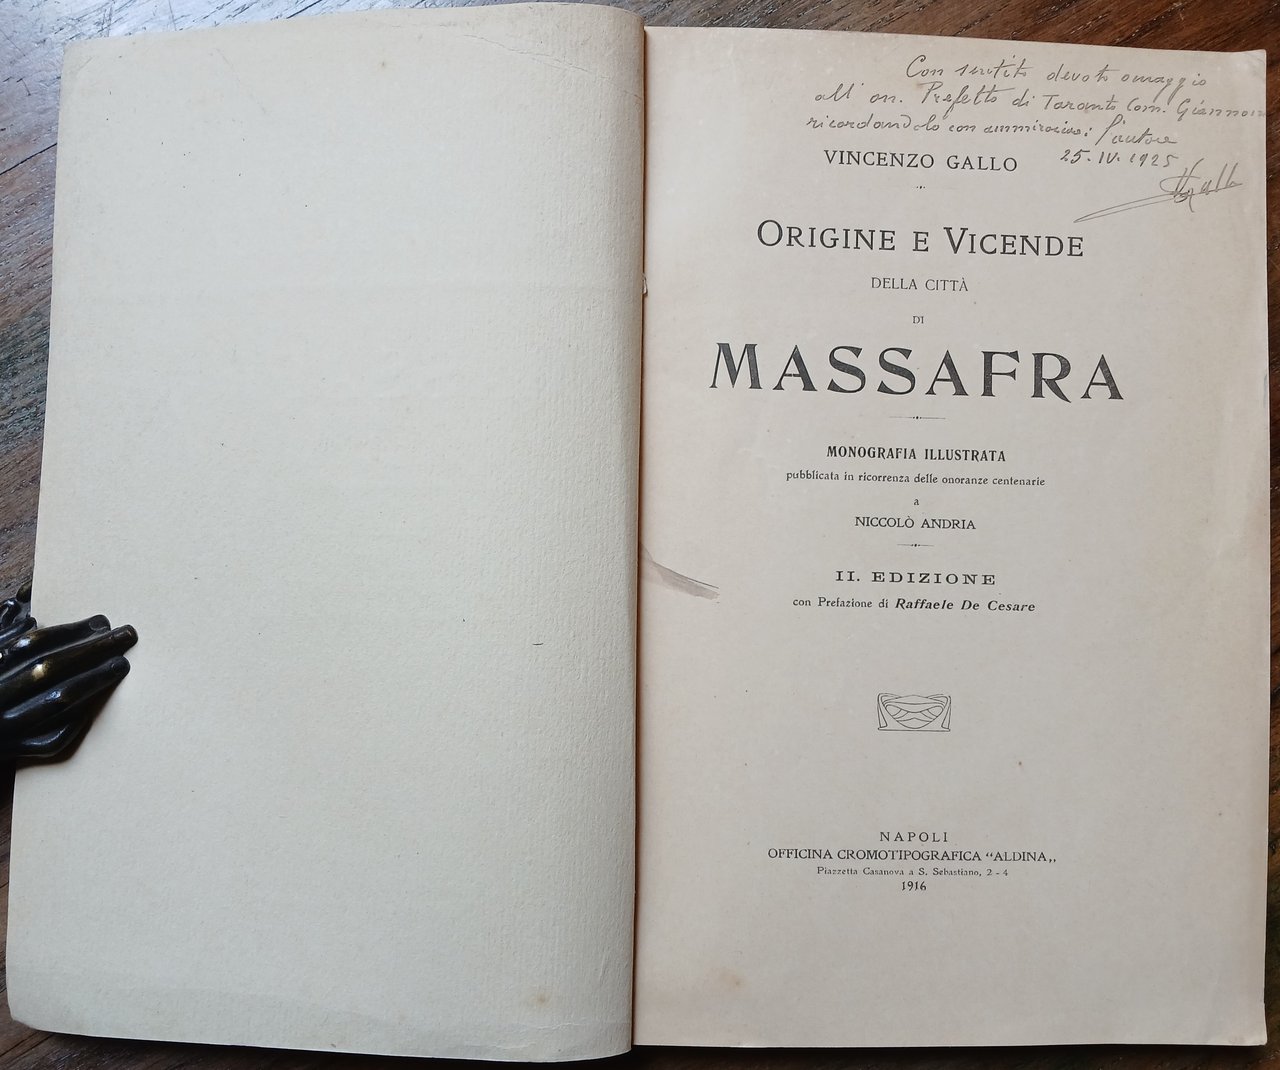 Con sentito devoto omaggio
all' on. Prefetto di Taranto Com.
ricordandolo con ammirazione: l'autore
25. IV. 1925
VGallo
VINCENZO GALLO
ORIGINE E VICENDE
DELLA CITTÀ
DI
MASSAFRA
MONOGRAFIA ILLUSTRATA
pubblicata in ricorrenza delle onoranze centenarie
a
NICCOLÒ ANDRIA
II. EDIZIONE
con Prefazione di Raffaele De Cesare
NAPOLI
OFFICINA CROMOTIPOGRAFICA “ALDINA„
Piazzetta Casanova a S. Sebastiano, 2 - 4
1916